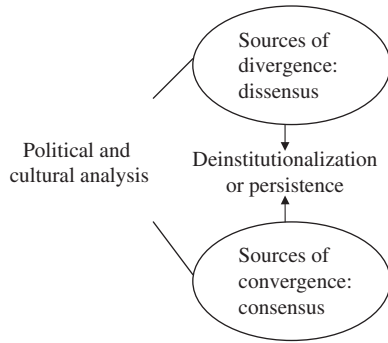 Sources of
divergence:
dissensus
Political and
cultural analysis
Deinstitutionalization
or persistence
Sources of
convergence:
consensus